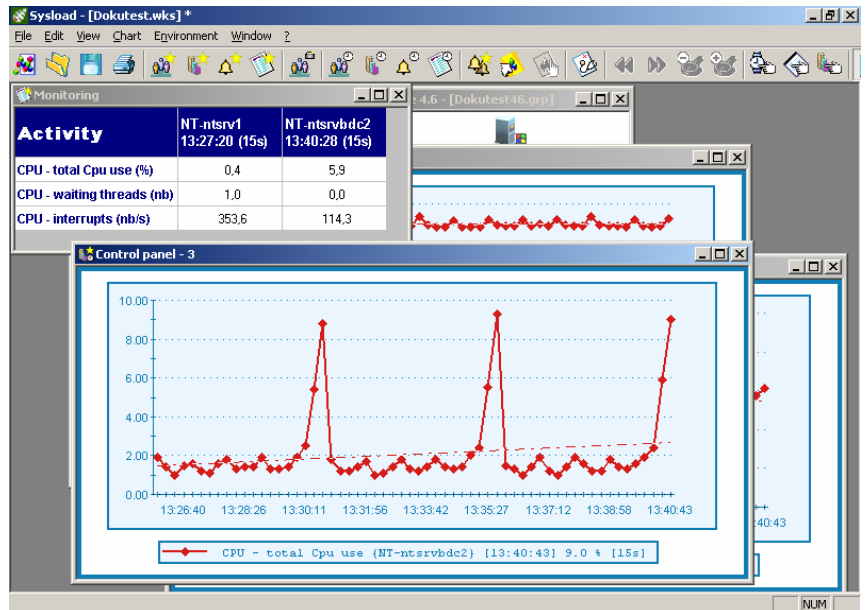 Sysload - [Dokutest.wks] *
File Edit View Chart Environment Window ?
Monitoring
e 4.6 - [Dokutest46.grp]
Activity NT-ntsrv1 NT-ntsrvbdc2
13:27:20 (15s) 13:40:28 (15s)
CPU - total Cpu use (%) 0,4 5,9
CPU - waiting threads (nb) 1,0 0,0
CPU - interrupts (nb/s) 353,6 114,3
Control panel - 3
10.00
8.00
6.00
4.00
2.00
0.00
13:26:40 13:28:26 13:30:11 13:31:56 13:33:42 13:35:27 13:37:12 13:38:58 13:40:43
:40:43
CPU - total Cpu use {NT-ntsrvbdc2} [13:40:43] 9.0 % [15s]
NUM